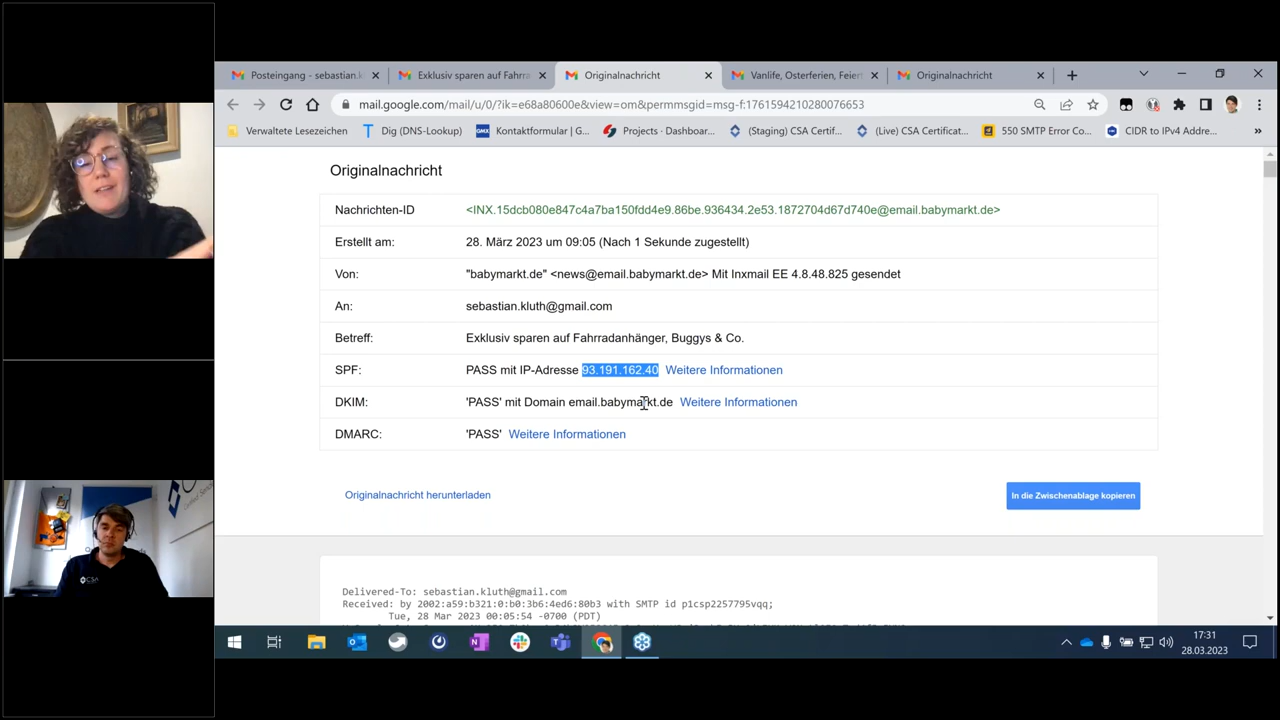 Posteingang - sebastian.k
Exklusiv sparen auf Fahrra
Originalnachricht
Vanlife, Osterferien, Feiert
Originalnachricht
mail.google.com/mail/u/0/?ik=e68a80600e&view=om&permmsgid=msg-f:1761594210280076653
Verwaltete Lesezeichen
Dig (DNS-Lookup)
GMX
Kontaktformular | G...
Projects · Dashboar...
(Staging) CSA Certif...
(Live) CSA Certificat...
550 SMTP Error Co...
CIDR to IPv4 Addre...
»
Originalnachricht
Nachrichten-ID <INX.15dcb080e847c4a7ba150fdd4e9.86be.936434.2e53.1872704d67d740e@email.babymarkt.de>
Erstellt am: 28. März 2023 um 09:05 (Nach 1 Sekunde zugestellt)
Von: "babymarkt.de" <news@email.babymarkt.de> Mit Inxmail EE 4.8.48.825 gesendet
An: sebastian.kluth@gmail.com
Betreff: Exklusiv sparen auf Fahrradanhänger, Buggys & Co.
SPF: PASS mit IP-Adresse 93.191.162.40 Weitere Informationen
DKIM: 'PASS' mit Domain email.babymarkt.de Weitere Informationen
DMARC: 'PASS' Weitere Informationen
Originalnachricht herunterladen
In die Zwischenablage kopieren
Delivered-To: sebastian.kluth@gmail.com
Received: by 2002:a59:b321:0:b0:3b6:4ed6:80b3 with SMTP id p1csp2257795vqq;
Tue, 28 Mar 2023 00:05:54 -0700 (PDT)
CSA
17:31
28.03.2023